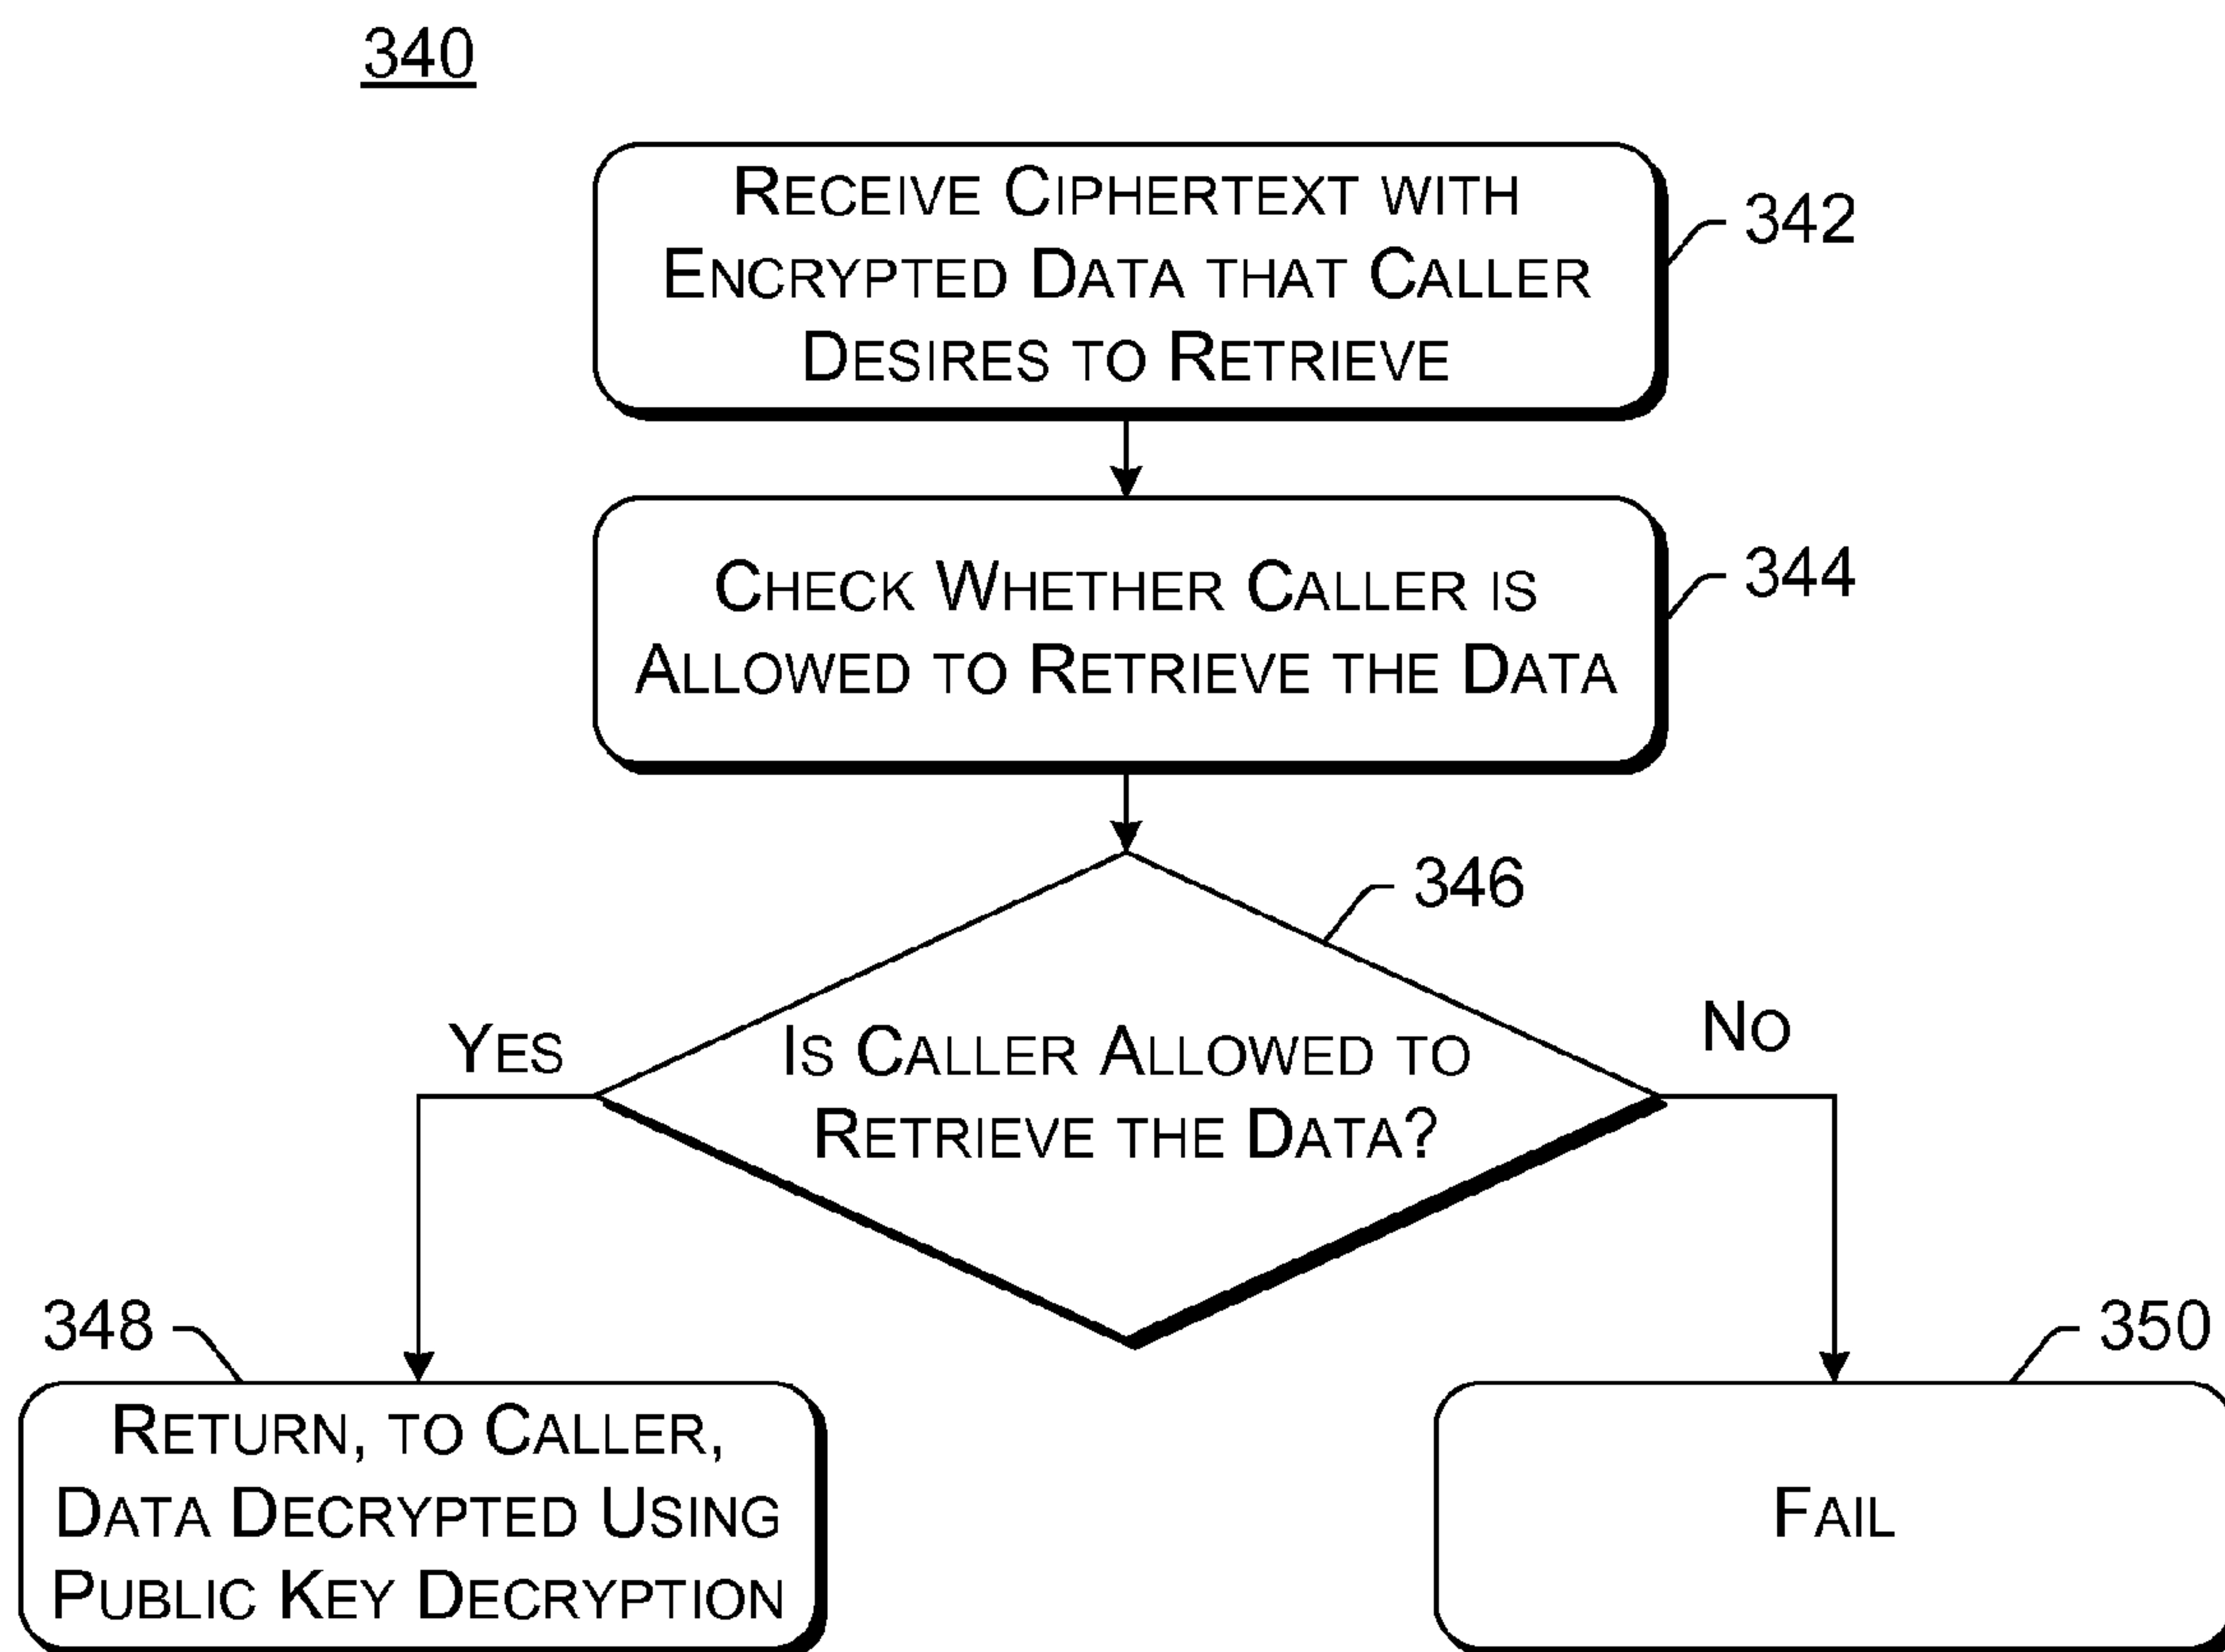 340
RECEIVE CIPHERTEXT WITH
ENCRYPTED DATA THAT CALLER
DESIRES TO RETRIEVE
342
CHECK WHETHER CALLER IS
ALLOWED TO RETRIEVE THE DATA
344
346
YES
IS CALLER ALLOWED TO
RETRIEVE THE DATA?
NO
348
RETURN, TO CALLER,
DATA DECRYPTED USING
PUBLIC KEY DECRYPTION
350
FAIL